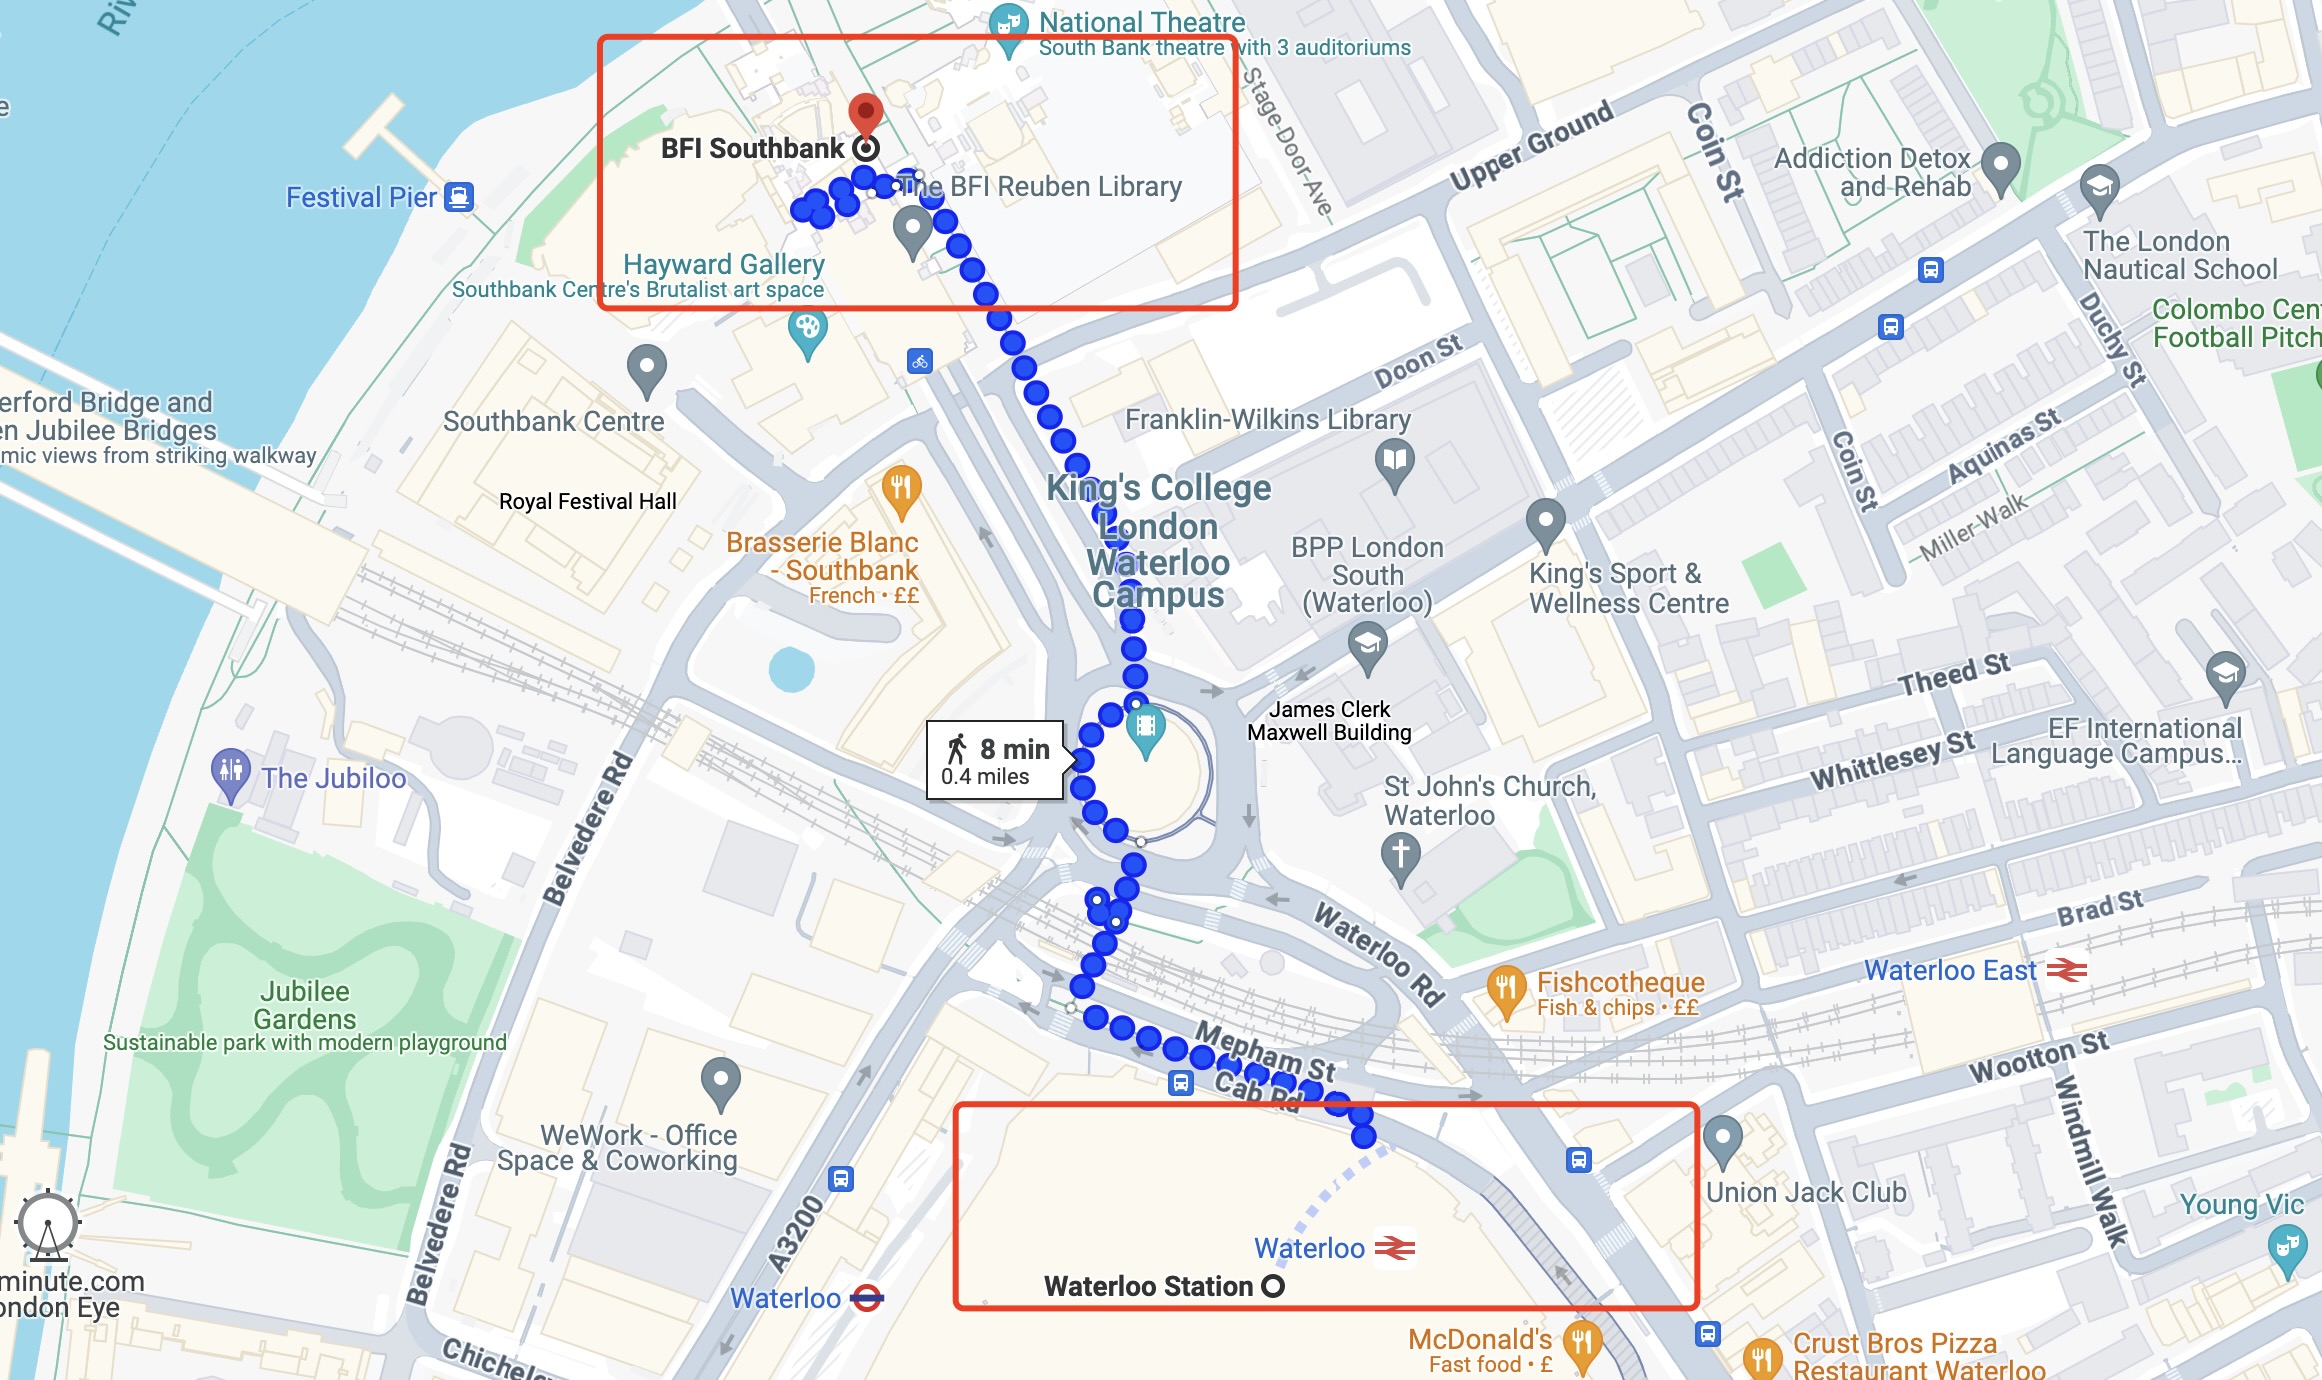 Riv
National Theatre
South Bank theatre with 3 auditoriums
BFI Southbank
The BFI Reuben Library
Festival Pier
Hayward Gallery
Southbank Centre's Brutalist art space
Stage Door Ave
Upper Ground
Coin St
Addiction Detox
and Rehab
The London
Nautical School
Colombo Cen
Football Pitch
Duchy St
Doon St
Franklin-Wilkins Library
Southbank Centre
erford Bridge and
en Jubilee Bridges
mic views from striking walkway
Royal Festival Hall
King's College
London
Waterloo
Campus
Coin St
Aquinas St
Miller Walk
Brasserie Blanc
- Southbank
French • ££
BPP London
South
(Waterloo)
King's Sport &
Wellness Centre
Theed St
Whittlesey St
EF International
Language Campus...
James Clerk
Maxwell Building
8 min
0.4 miles
The Jubiloo
Belvedere Rd
St John's Church,
Waterloo
Brad St
Waterloo Rd
Waterloo East
Fishcotheque
Fish & chips • ££
Jubilee
Gardens
Sustainable park with modern playground
Mepham St
Cab Rd
Wootton St
Windmill Walk
WeWork - Office
Space & Coworking
Belvedere Rd
A3200
Union Jack Club
Young Vic
Waterloo
Waterloo Station
Waterloo
minute.com
ondon Eye
Chicheley
McDonald's
Fast food • £
Crust Bros Pizza
Restaurant Waterloo